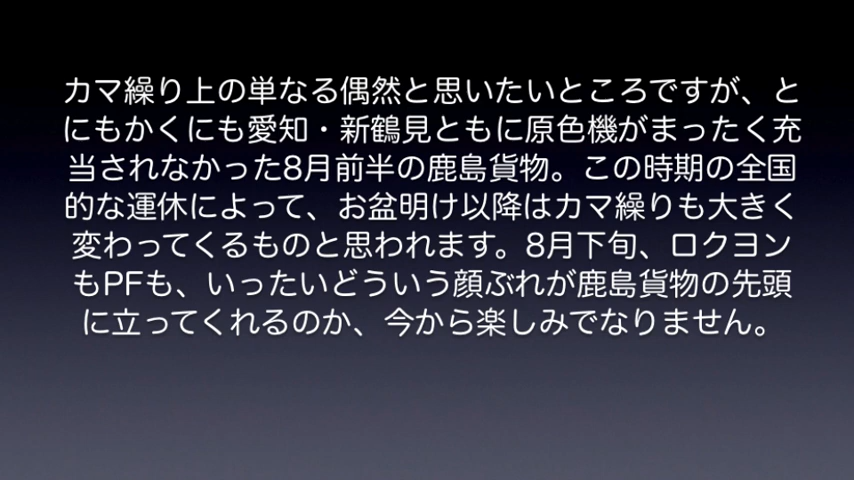 カマ繰り上の単なる偶然と思いたいところですが、と
にもかくにも愛知・新鶴見ともに原色機がまったく充
当されなかった8月前半の鹿島貨物。この時期の全国
的な運休によって、お盆明け以降はカマ繰りも大きく
変わってくるものと思われます。8月下旬、ロクヨン
もPFも、いったいどういう顔ぶれが鹿島貨物の先頭
に立ってくれるのか、今から楽しみでなりません。